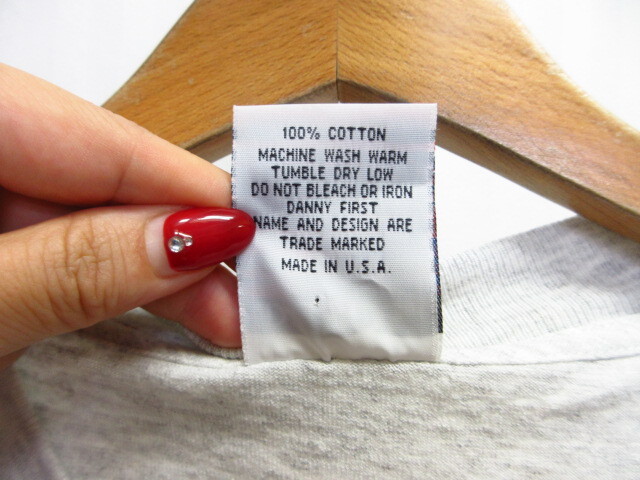 100% COTTON
MACHINE WASH WARM
TUMBLE DRY LOW
DO NOT BLEACH OR IRON
DANNY FIRST
NAME AND DESIGN ARE
TRADE MARKED
MADE IN U.S.A.